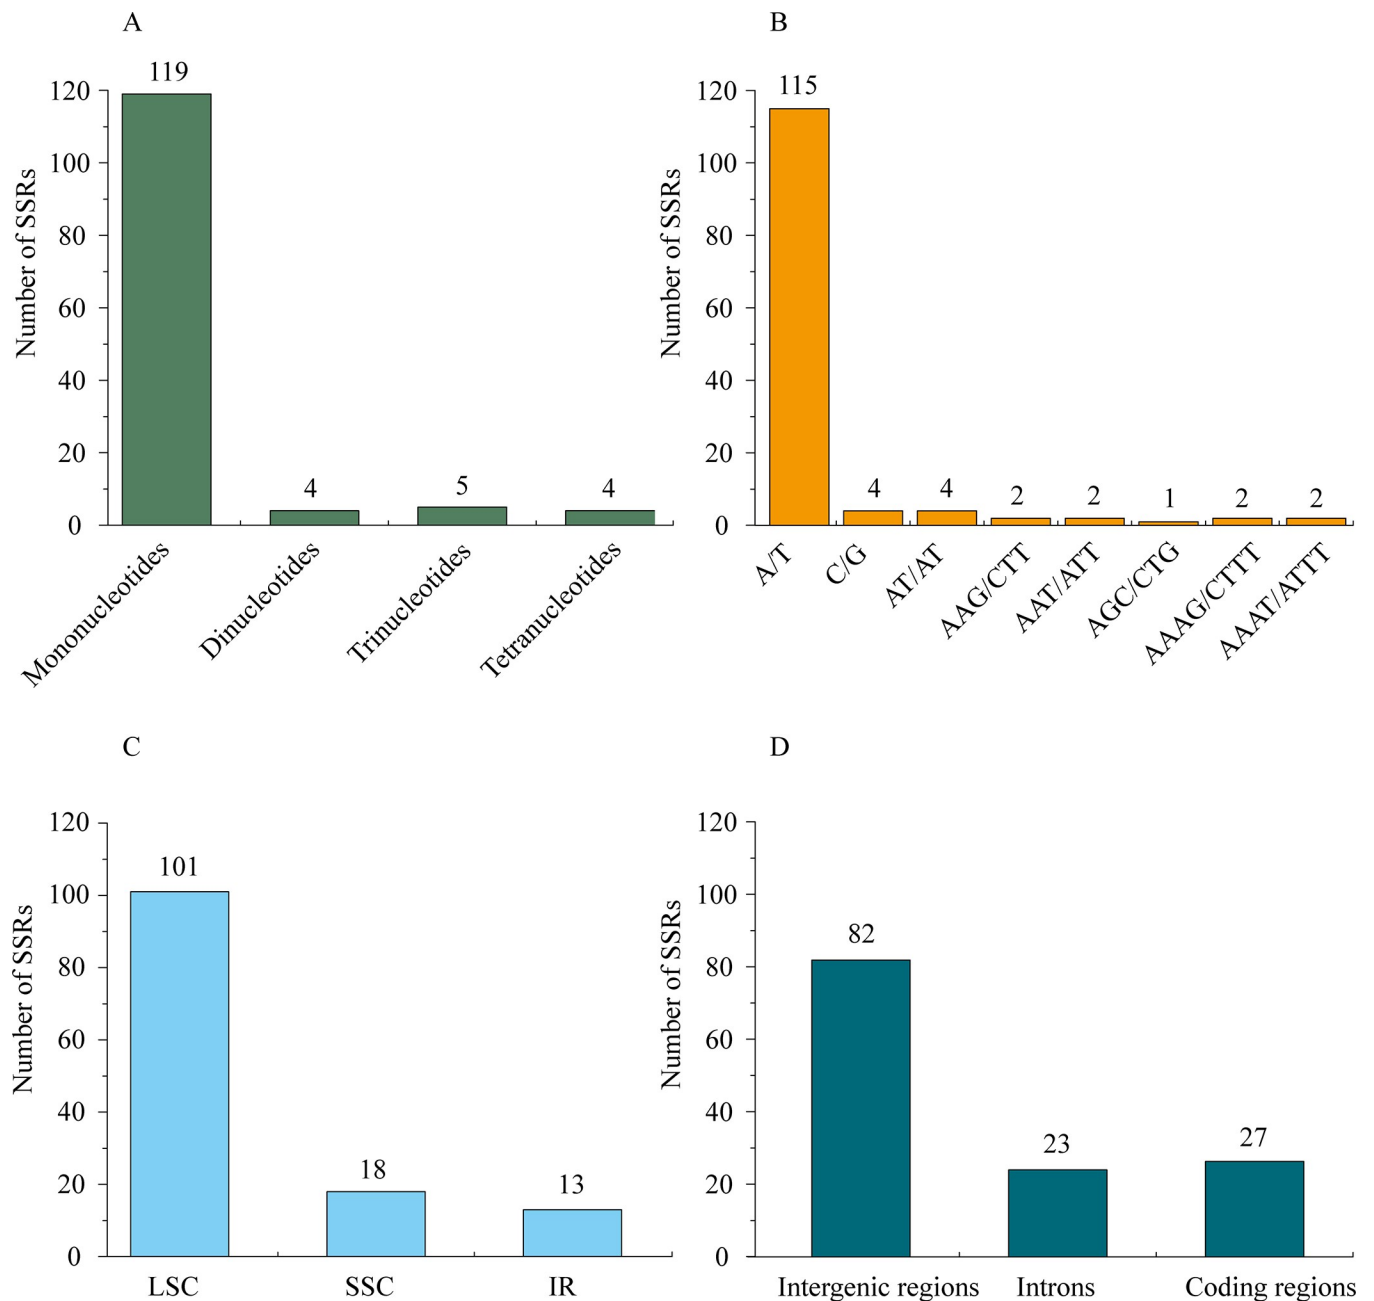 A
Number of SSRs
120
100
80
60
40
20
0
119
4
5
4
Mononucleotides
Dinucleotides
Trinucleotides
Tetranucleotides
B
Number of SSRs
120
100
80
60
40
20
0
115
4
4
2
2
1
2
2
A/T
C/G
AT/AT
AAG/CTT
AAT/ATT
AGC/CTG
AAAG/CTTT
AAAT/ATTT
C
Number of SSRs
120
100
80
60
40
20
0
101
18
13
LSC
SSC
IR
D
Number of SSRs
120
100
80
60
40
20
0
82
23
27
Intergenic regions
Introns
Coding regions